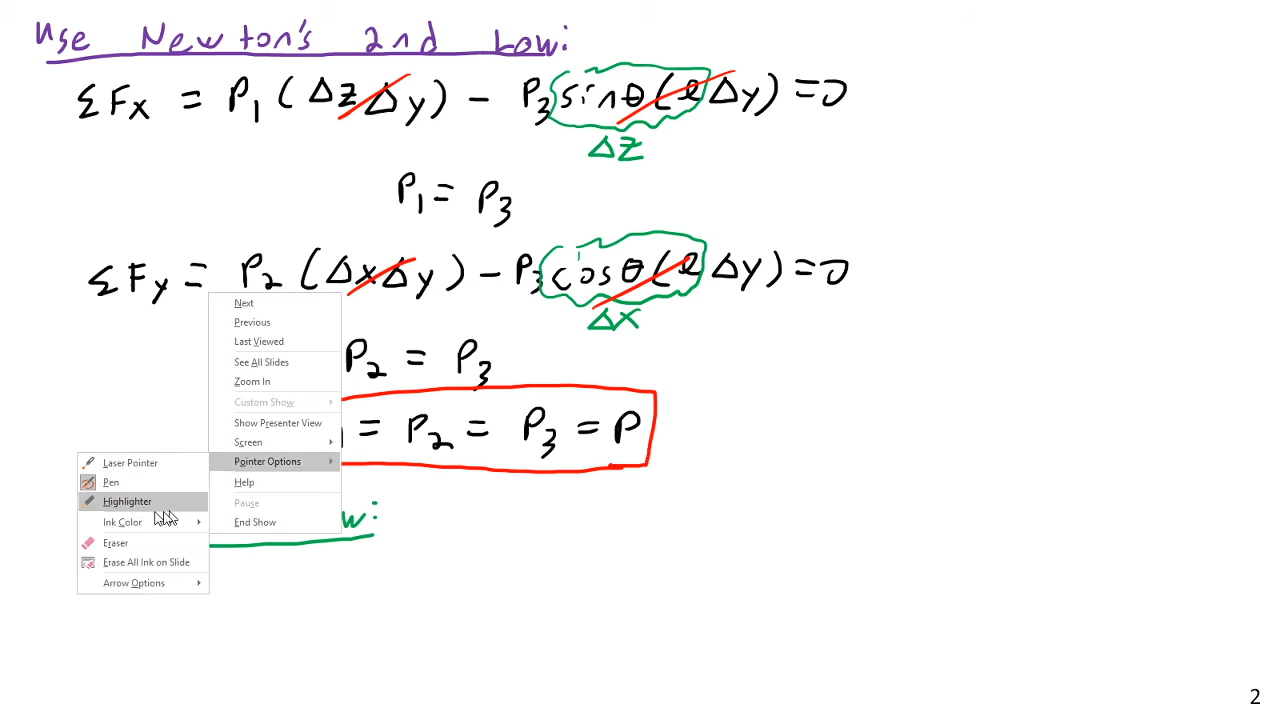 Use Newton's 2nd Law:
ΣFx = P1 (ΔzΔy) - P3 sinθ (ℓΔy) = 0
Δz
P1 = P3
ΣFy = P2 (ΔxΔy) - P3 cosθ (ℓΔy) = 0
Δx
P2 = P3
= P2 = P3 = P
w:
Next
Previous
Last Viewed
See All Slides
Zoom In
Custom Show
Show Presenter View
Screen
Pointer Options
Help
Pause
End Show
Laser Pointer
Pen
Highlighter
Ink Color
Eraser
Erase All Ink on Slide
Arrow Options
2